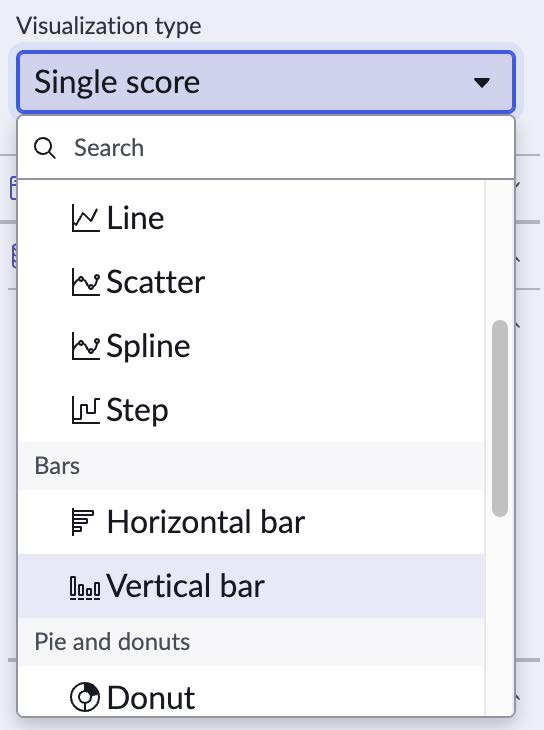 Visualization type
Single score
Search
Line
Scatter
Spline
Step
Bars
Horizontal bar
Vertical bar
Pie and donuts
Donut